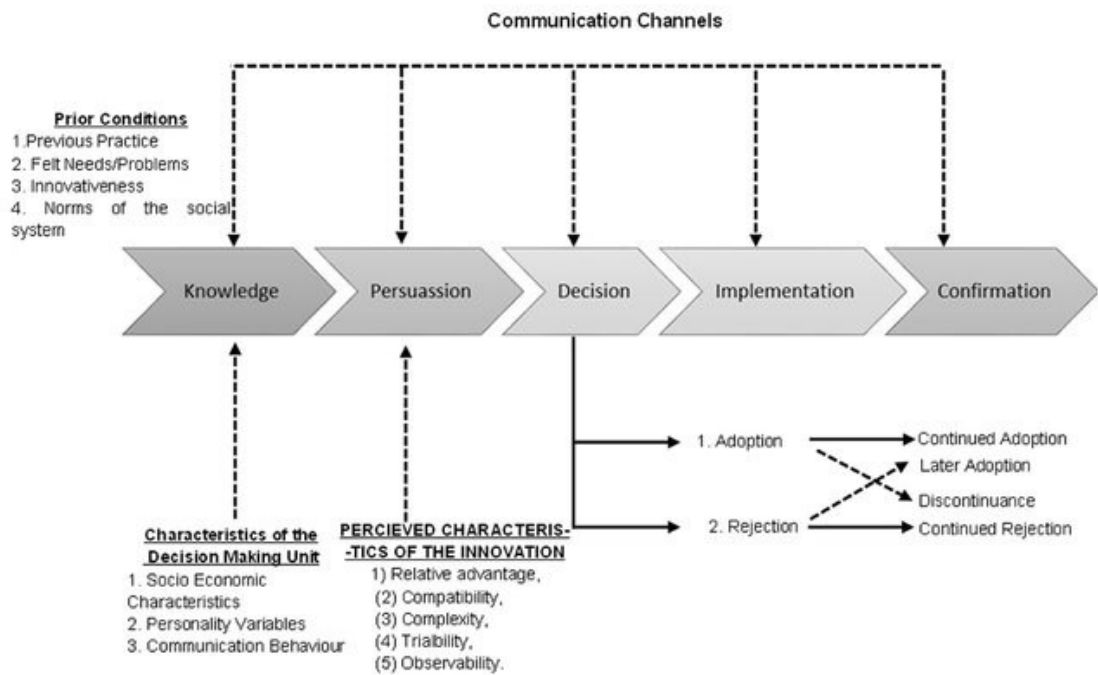 Communication Channels
Prior Conditions
1.Previous Practice
2. Felt Needs/Problems
3. Innovativeness
4. Norms of the social
system
Knowledge
Persuassion
Decision
Implementation
Confirmation
1. Adoption
Continued Adoption
Later Adoption
Discontinuance
2. Rejection
Continued Rejection
Characteristics of the
Decision Making Unit
1. Socio Economic
Characteristics
2. Personality Variables
3. Communication Behaviour
PERCIEVED CHARACTERIS-
-TICS OF THE INNOVATION
1) Relative advantage,
(2) Compatibility,
(3) Complexity,
(4) Trialbility,
(5) Observability.